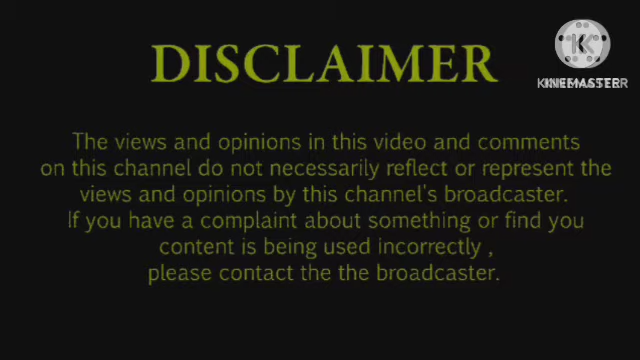 DISCLAIMER
KINEMASTER
The views and opinions in this video and comments
on this channel do not necessarily reflect or represent the
views and opinions by this channel's broadcaster.
If you have a complaint about something or find you
content is being used incorrectly ,
please contact the the broadcaster.